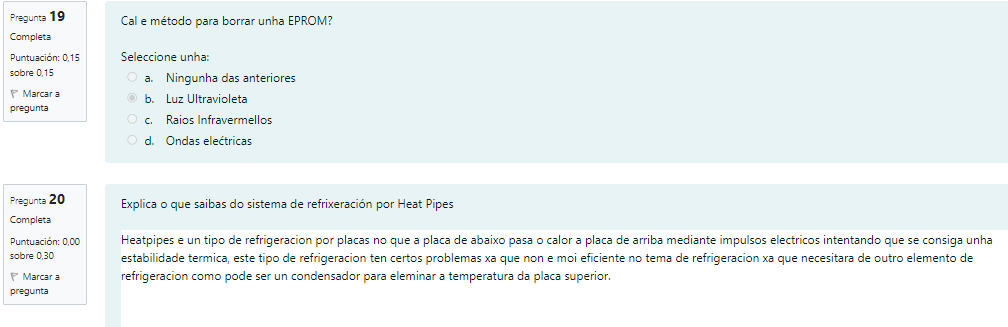 Pregunta 19
Completa
Puntuación: 0,15
sobre 0,15
Marcar a
pregunta
Cal e método para borrar unha EPROM?
Seleccione unha:
a. Ningunha das anteriores
b. Luz Ultravioleta
c. Raios Infravermellos
d. Ondas elećtricas
Pregunta 20
Completa
Puntuación: 0,00
sobre 0,30
Marcar a
pregunta
Explica o que saibas do sistema de refrixeración por Heat Pipes
Heatpipes e un tipo de refrigeracion por placas no que a placa de abaixo pasa o calor a placa de arriba mediante impulsos electricos intentando que se consiga unha
estabilidade termica, este tipo de refrigeracion ten certos problemas xa que non e moi eficiente no tema de refrigeracion xa que necesitara de outro elemento de
refrigeracion como pode ser un condensador para eleminar a temperatura da placa superior.